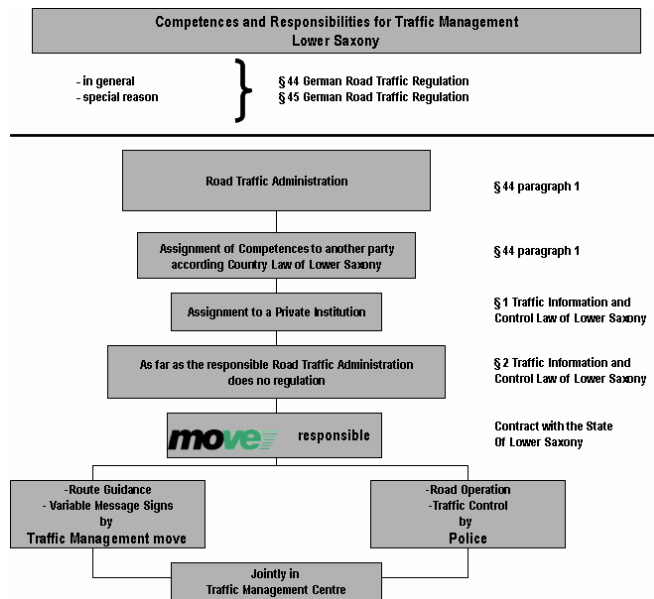 Competences and Responsibilities for Traffic Management
Lower Saxony
- in general
- special reason
§ 44 German Road Traffic Regulation
§ 45 German Road Traffic Regulation
Road Traffic Administration
§ 44 paragraph 1
Assignment of Competences to another party
according Country Law of Lower Saxony
§ 44 paragraph 1
Assignment to a Private Institution
§ 1 Traffic Information and
Control Law of Lower Saxony
As far as the responsible Road Traffic Administration
does no regulation
§ 2 Traffic Information and
Control Law of Lower Saxony
move responsible
Contract with the State
Of Lower Saxony
-Route Guidance
- Variable Message Signs
by
Traffic Management move
-Road Operation
-Traffic Control
by
Police
Jointly in
Traffic Management Centre